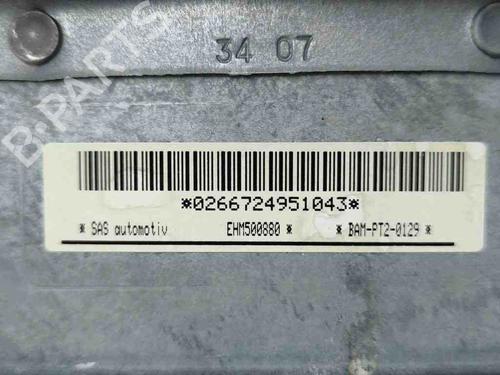 34 07
B-PARTS
*0266724951043*
* SAS automotiv EHM500880 * BAM-PT2-0129 *